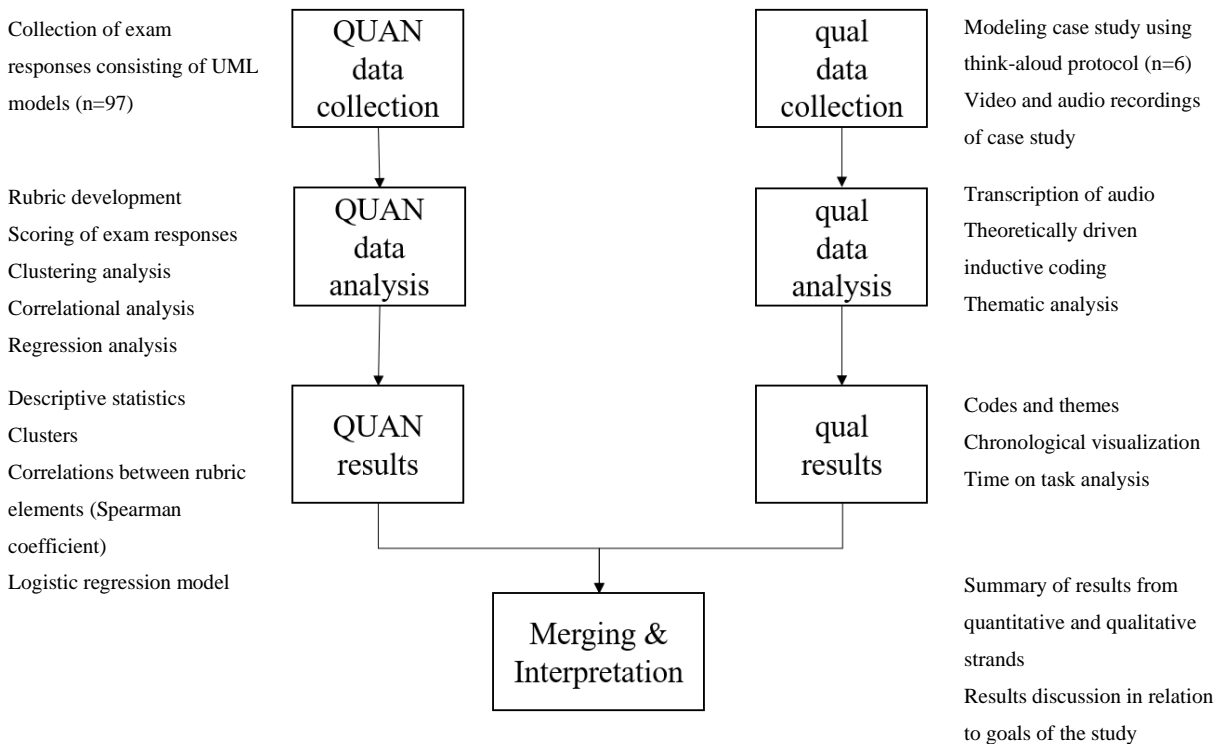 Collection of exam
responses consisting of UML
models (n=97)
QUAN
data
collection
qual
data
collection
Modeling case study using
think-aloud protocol (n=6)
Video and audio recordings
of case study
Rubric development
Scoring of exam responses
Clustering analysis
Correlational analysis
Regression analysis
QUAN
data
analysis
qual
data
analysis
Transcription of audio
Theoretically driven
inductive coding
Thematic analysis
Descriptive statistics
Clusters
Correlations between rubric
elements (Spearman
coefficient)
Logistic regression model
QUAN
results
qual
results
Codes and themes
Chronological visualization
Time on task analysis
Merging &
Interpretation
Summary of results from
quantitative and qualitative
strands
Results discussion in relation
to goals of the study